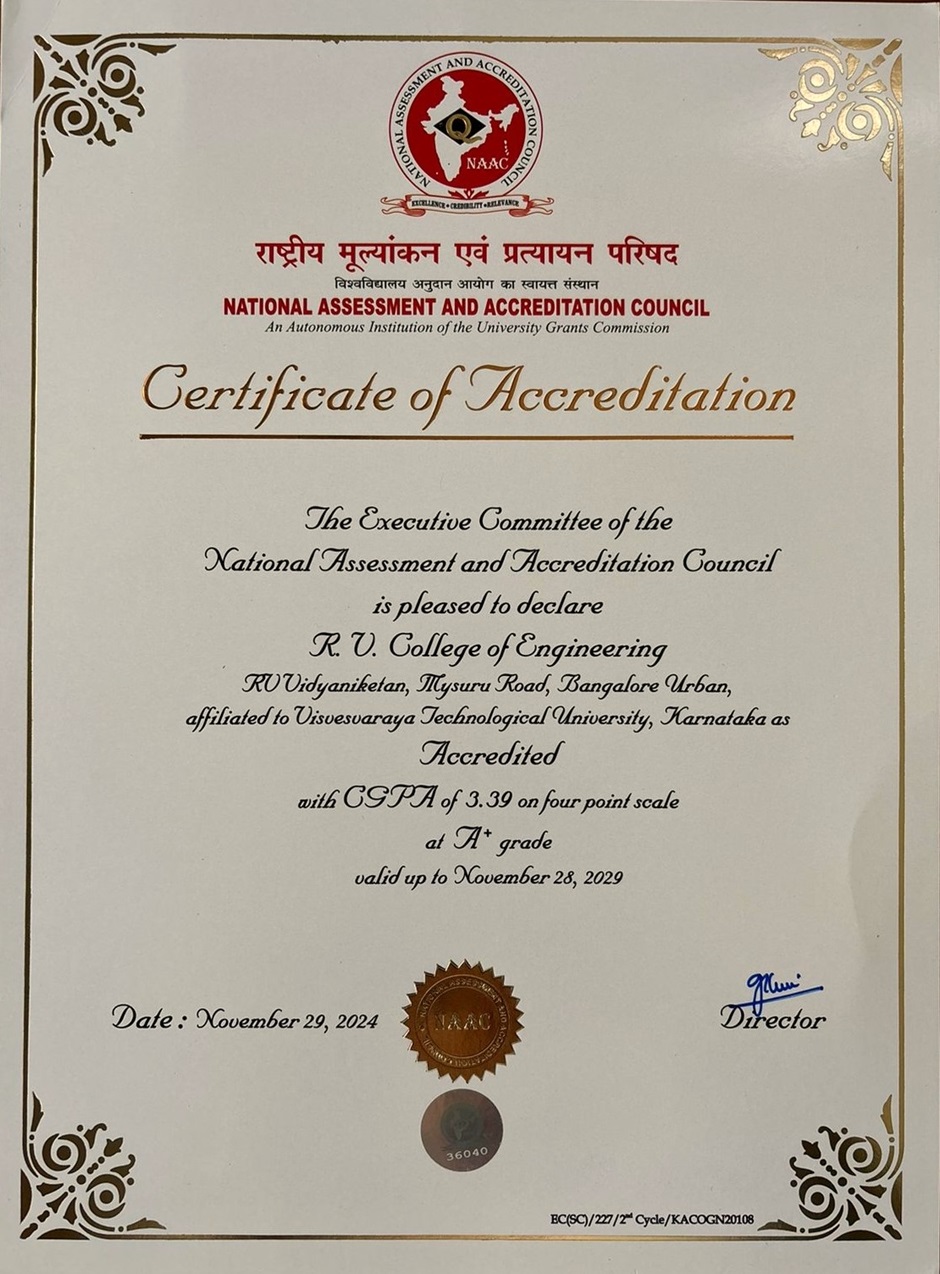 NATIONAL ASSESSMENT AND ACCREDITATION COUNCIL
Q
NAAC
EXCELLENCE • CREDIBILITY • RELEVANCE
राष्ट्रीय मूल्यांकन एवं प्रत्यायन परिषद
विश्वविद्यालय अनुदान आयोग का स्वायत्त संस्थान
NATIONAL ASSESSMENT AND ACCREDITATION COUNCIL
An Autonomous Institution of the University Grants Commission
Certificate of Accreditation
The Executive Committee of the
National Assessment and Accreditation Council
is pleased to declare
R. V. College of Engineering
RV Vidyaniketan, Mysuru Road, Bangalore Urban,
affiliated to Visvesvaraya Technological University, Karnataka as
Accredited
with CGPA of 3.39 on four point scale
at A⁺ grade
valid up to November 28, 2029
Date : November 29, 2024
NATIONAL ASSESSMENT AND ACCREDITATION COUNCIL
NAAC
Director
36040
EC(SC)/227/2ⁿᵈ Cycle/KACOGN20108